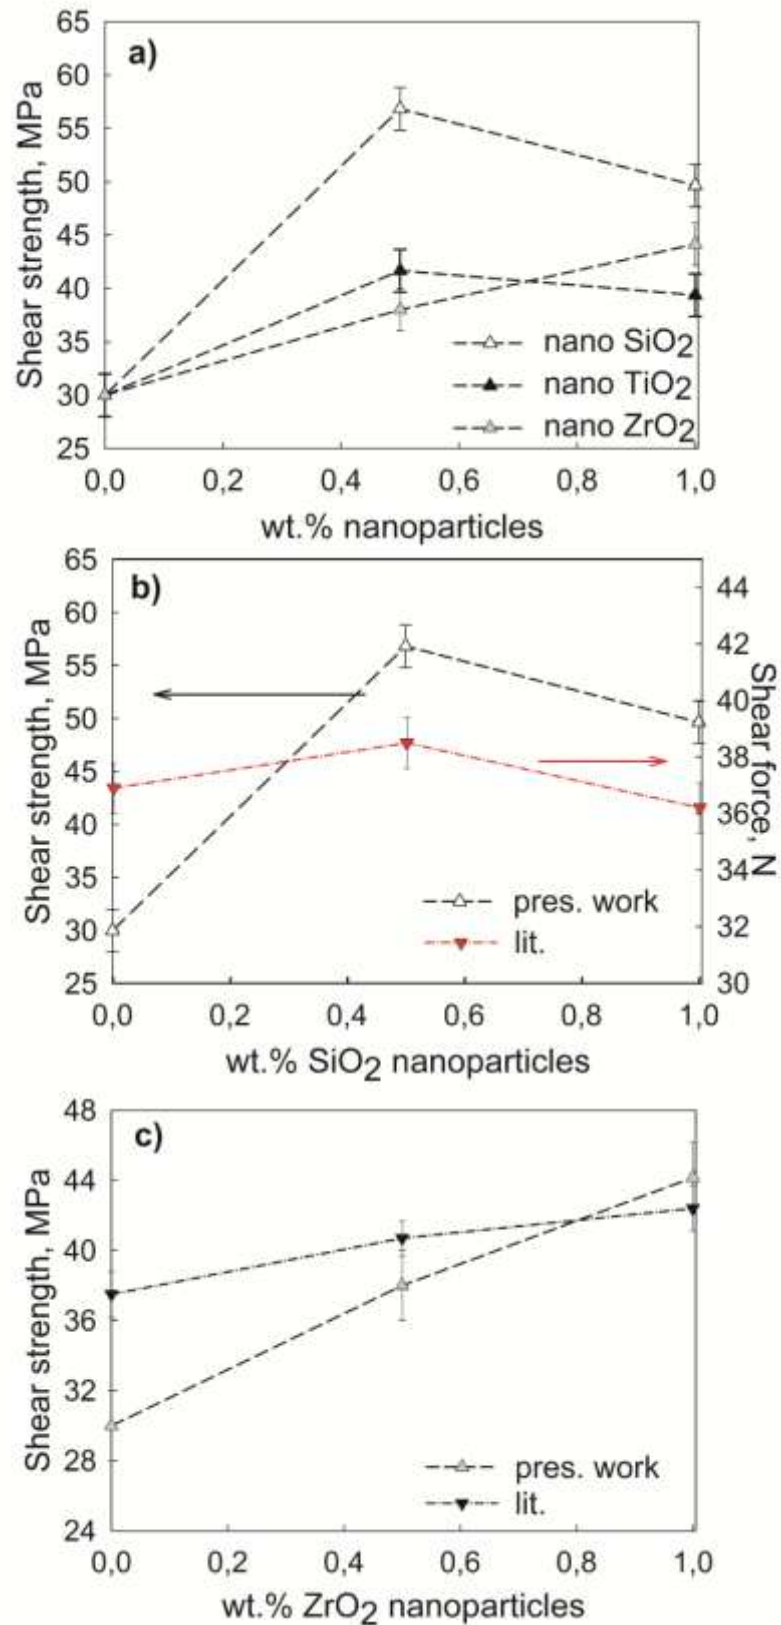 a)
Shear strength, MPa
65
60
55
50
45
40
35
30
25
nano SiO2
nano TiO2
nano ZrO2
0,0 0,2 0,4 0,6 0,8 1,0
wt.% nanoparticles
b)
Shear strength, MPa
65
60
55
50
45
40
35
30
25
44
42
40
38
36
34
32
30
Shear force, N
pres. work
lit.
0,0 0,2 0,4 0,6 0,8 1,0
wt.% SiO2 nanoparticles
c)
Shear strength, MPa
48
44
40
36
32
28
24
pres. work
lit.
0,0 0,2 0,4 0,6 0,8 1,0
wt.% ZrO2 nanoparticles